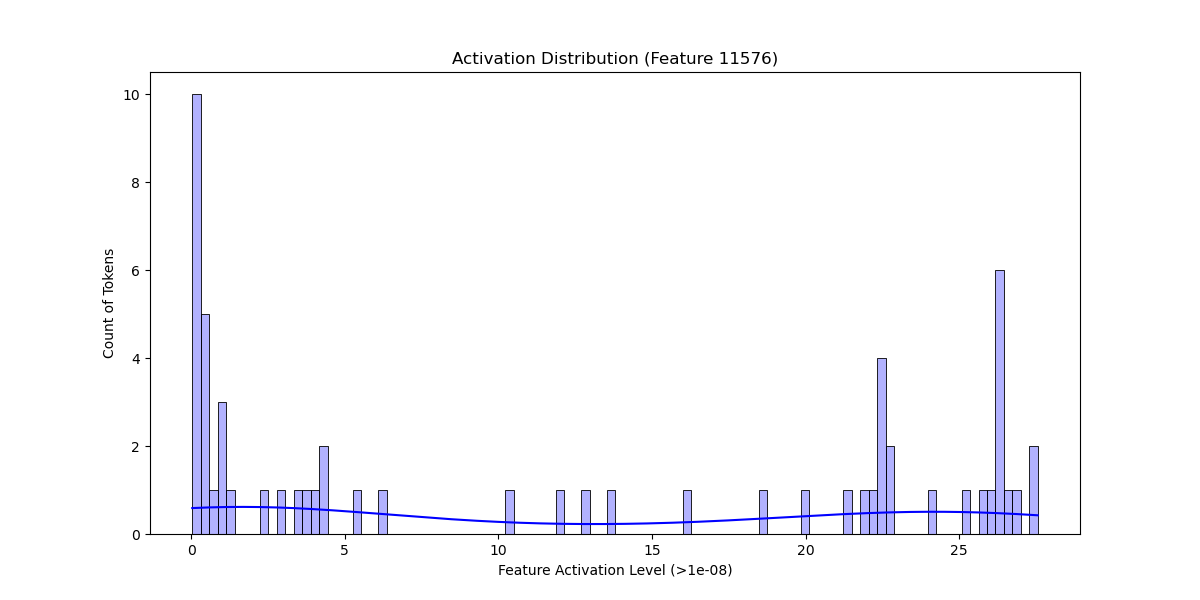 Activation Distribution (Feature 11576)
10
8
6
4
2
0
Count of Tokens
0 5 10 15 20 25
Feature Activation Level (>1e-08)